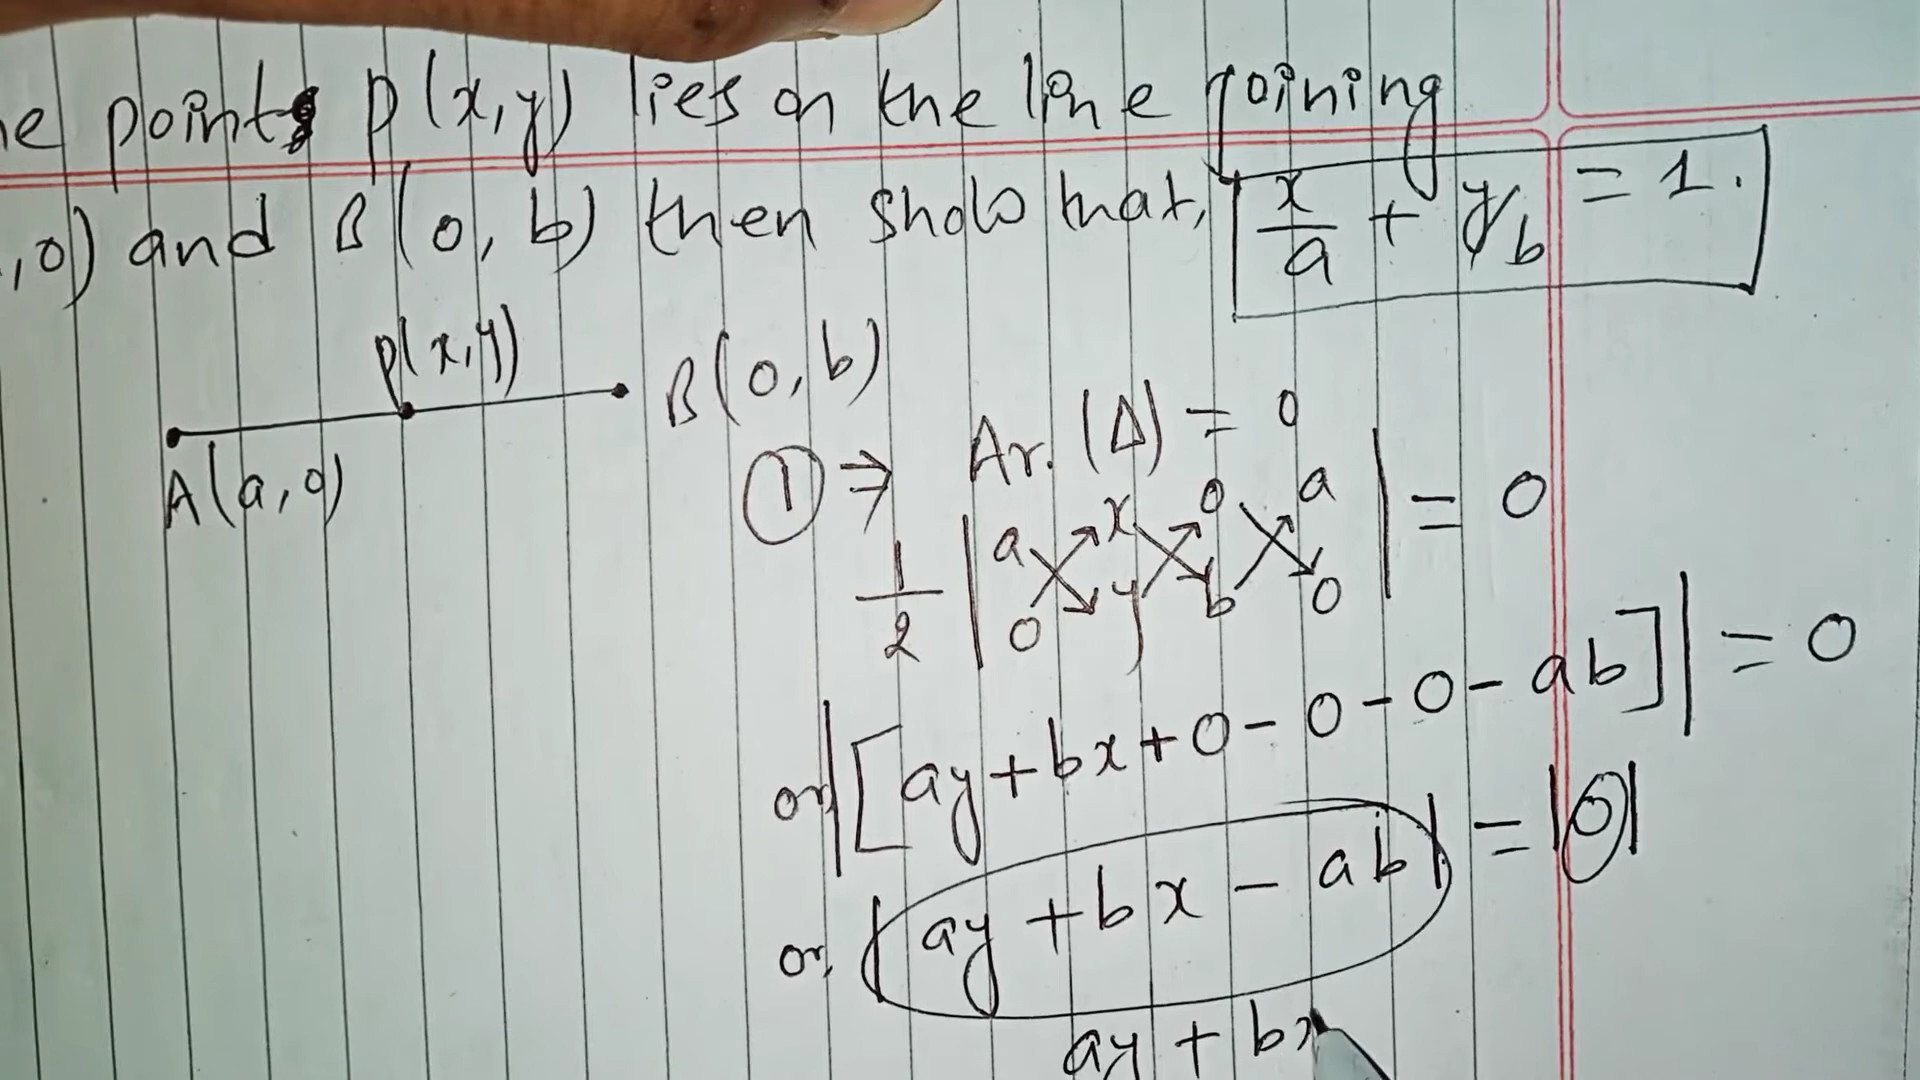 e points P(x,y) lies on the line joining
,0) and B(0, b) then show that, x/a + y/b = 1.
P(x,y)
B(0, b)
A(a,0)
① ⇒ Ar. (Δ) = 0
1/2 | a x 0 a | = 0
0 y b 0
or, |[ay + bx + 0 - 0 - 0 - ab]| = 0
or, |ay + bx - ab| = |0|
ay + bx